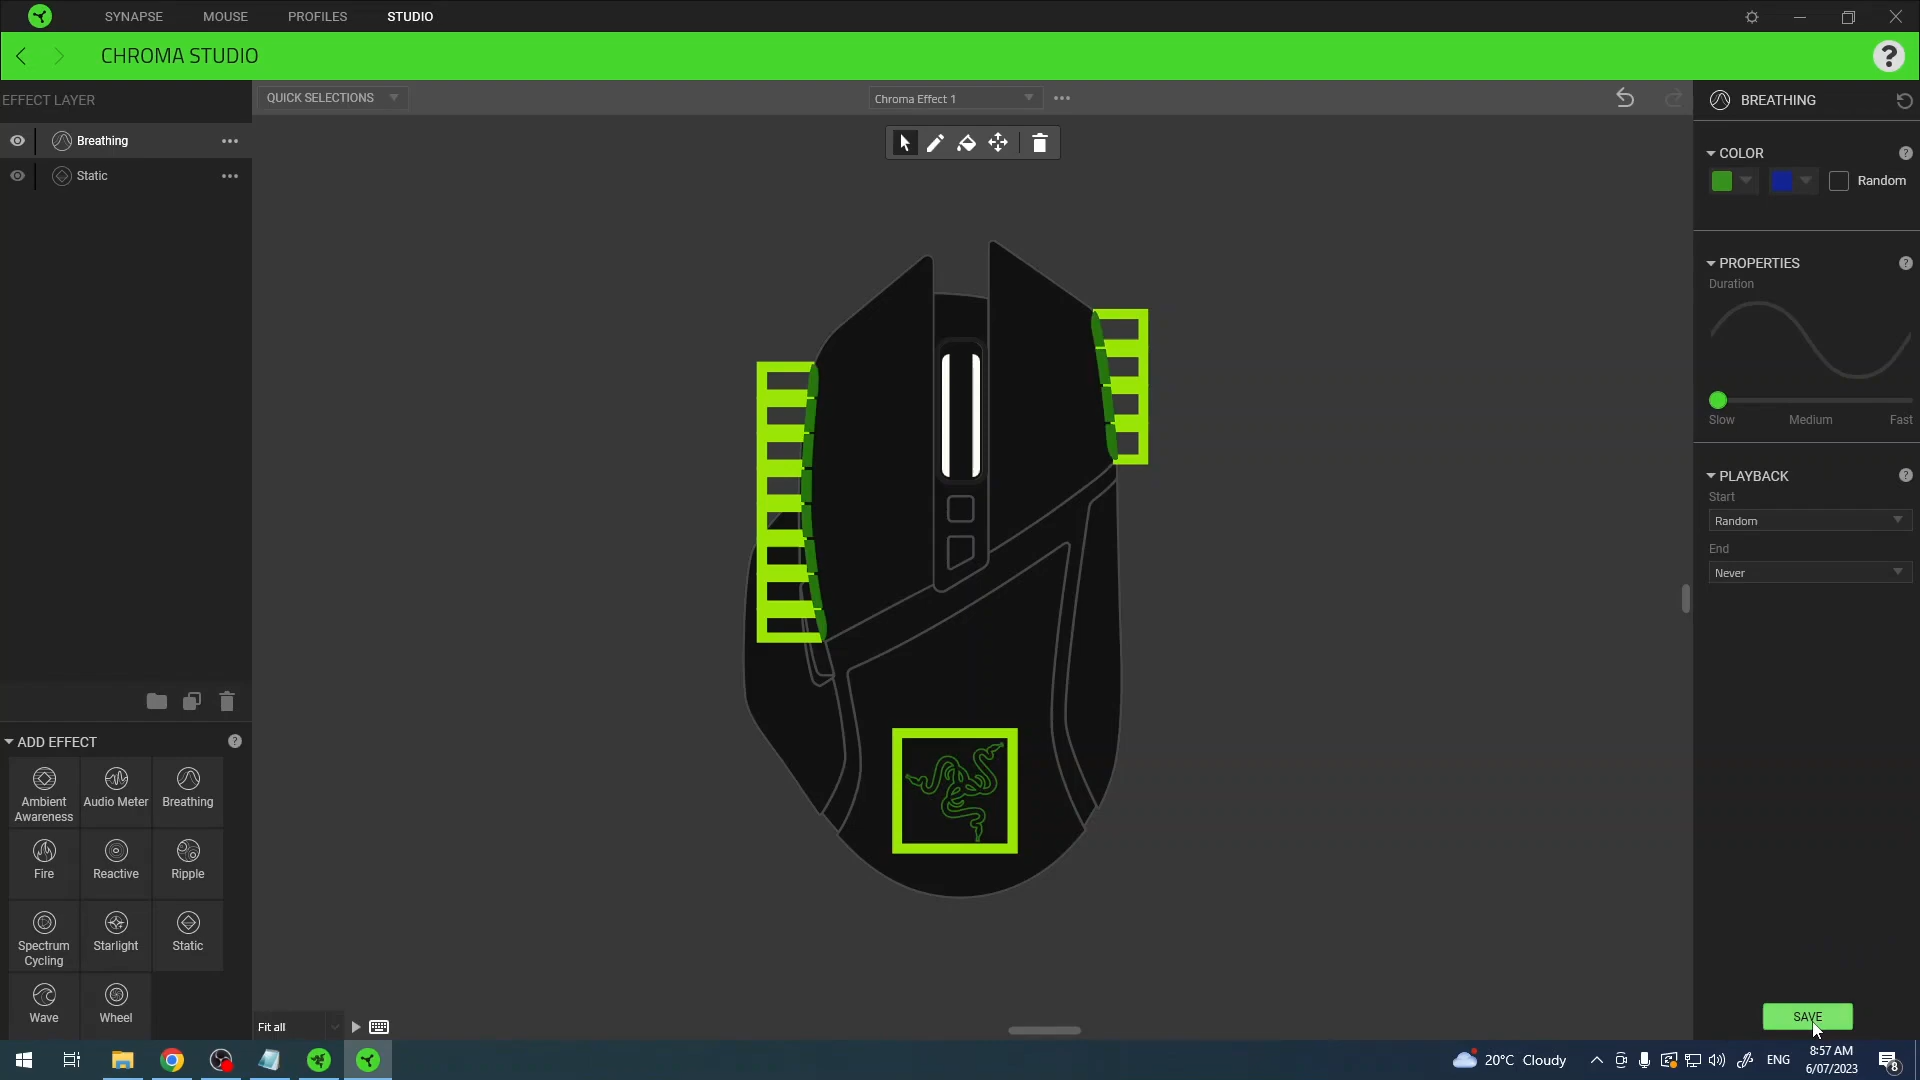 SYNAPSE MOUSE PROFILES STUDIO
CHROMA STUDIO
?
EFFECT LAYER
Breathing
Static
QUICK SELECTIONS
Chroma Effect 1
BREATHING
COLOR ?
Random
PROPERTIES ?
Duration
Slow Medium Fast
PLAYBACK ?
Start
Random
End
Never
ADD EFFECT ?
Ambient Awareness
Audio Meter
Breathing
Fire
Reactive
Ripple
Spectrum Cycling
Starlight
Static
Wave
Wheel
Fit all
SAVE
20°C Cloudy
ENG
8:57 AM
6/07/2023
8